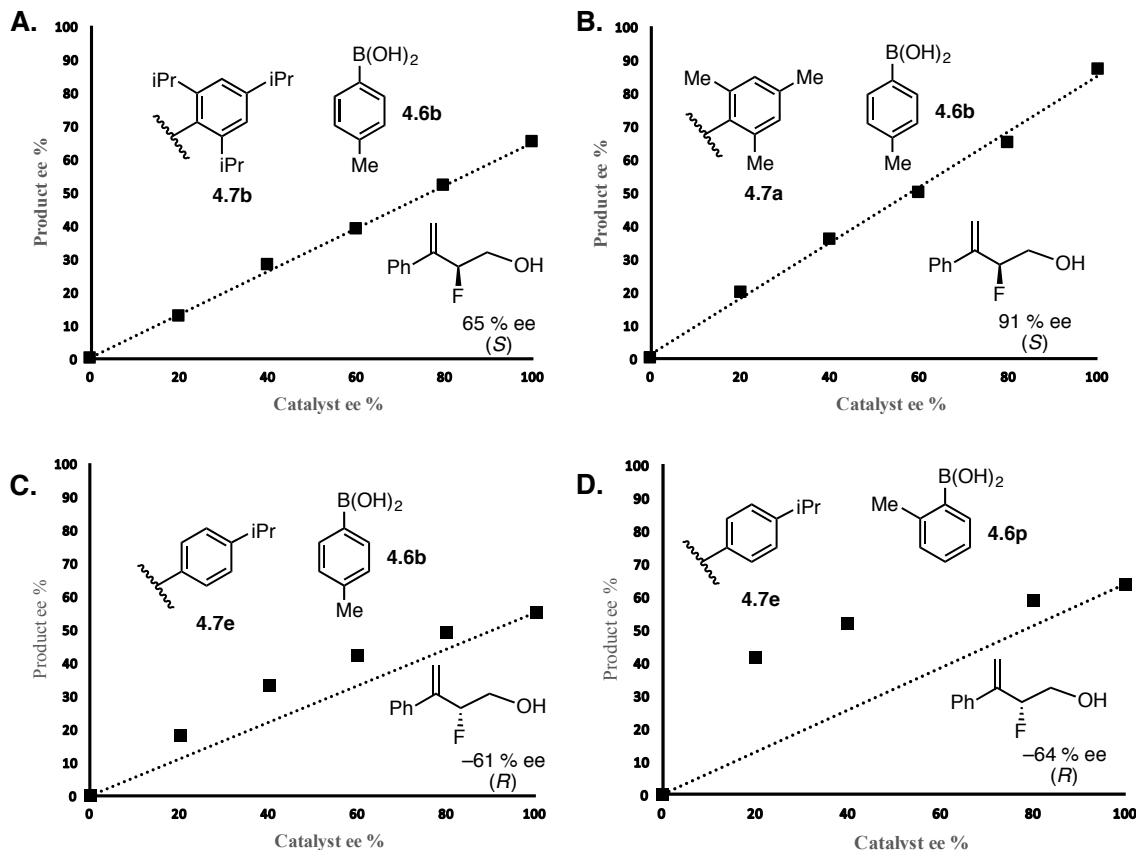 A.
100
90
80
70
60
50
40
30
20
10
0
Product ee %
0 20 40 60 80 100
Catalyst ee %
iPr
iPr
iPr
4.7b
B(OH)2
Me
4.6b
Ph
F
OH
65 % ee
(S)
B.
100
90
80
70
60
50
40
30
20
10
0
Product ee %
0 20 40 60 80 100
Catalyst ee %
Me
Me
Me
4.7a
B(OH)2
Me
4.6b
Ph
F
OH
91 % ee
(S)
C.
100
90
80
70
60
50
40
30
20
10
0
Product ee %
0 20 40 60 80 100
Catalyst ee %
iPr
4.7e
B(OH)2
Me
4.6b
Ph
F
OH
–61 % ee
(R)
D.
100
90
80
70
60
50
40
30
20
10
0
Product ee %
0 20 40 60 80 100
Catalyst ee %
iPr
4.7e
B(OH)2
Me
4.6p
Ph
F
OH
–64 % ee
(R)